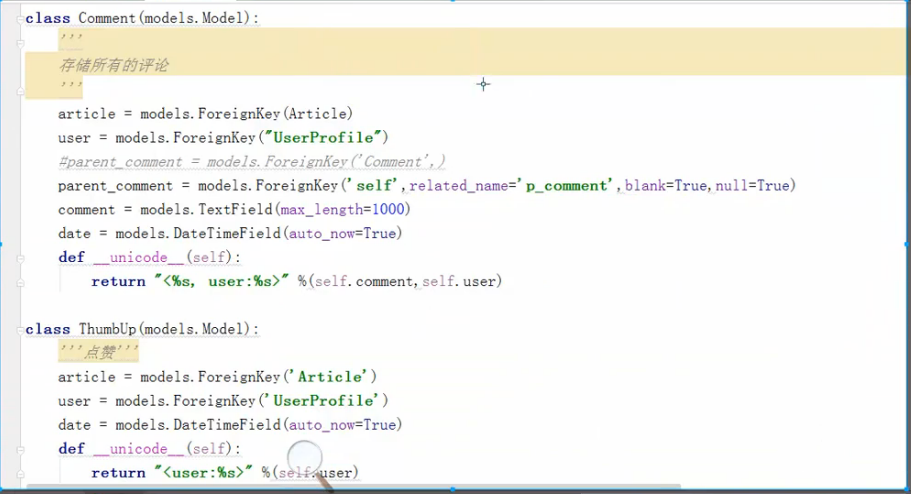 class Comment(models.Model):
'''
存储所有的评论
'''
article = models.ForeignKey(Article)
user = models.ForeignKey("UserProfile")
#parent_comment = models.ForeignKey('Comment',)
parent_comment = models.ForeignKey('self',related_name='p_comment',blank=True,null=True)
comment = models.TextField(max_length=1000)
date = models.DateTimeField(auto_now=True)
def __unicode__(self):
return "<%s, user:%s>" %(self.comment,self.user)
class ThumbUp(models.Model):
'''点赞'''
article = models.ForeignKey('Article')
user = models.ForeignKey('UserProfile')
date = models.DateTimeField(auto_now=True)
def __unicode__(self):
return "<user:%s>" %(self.user)